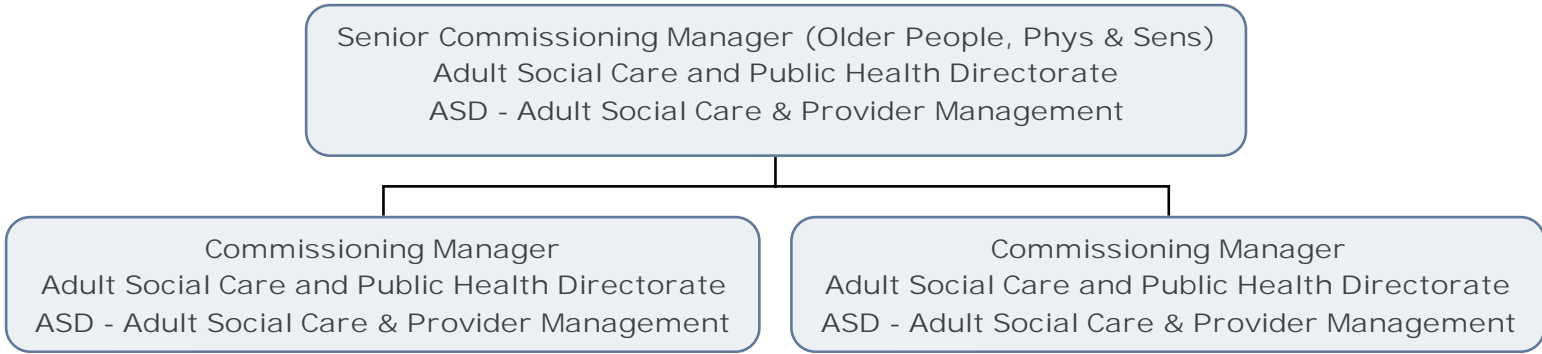 Senior Commissioning Manager (Older People, Phys & Sens)
Adult Social Care and Public Health Directorate
ASD - Adult Social Care & Provider Management
Commissioning Manager
Adult Social Care and Public Health Directorate
ASD - Adult Social Care & Provider Management
Commissioning Manager
Adult Social Care and Public Health Directorate
ASD - Adult Social Care & Provider Management